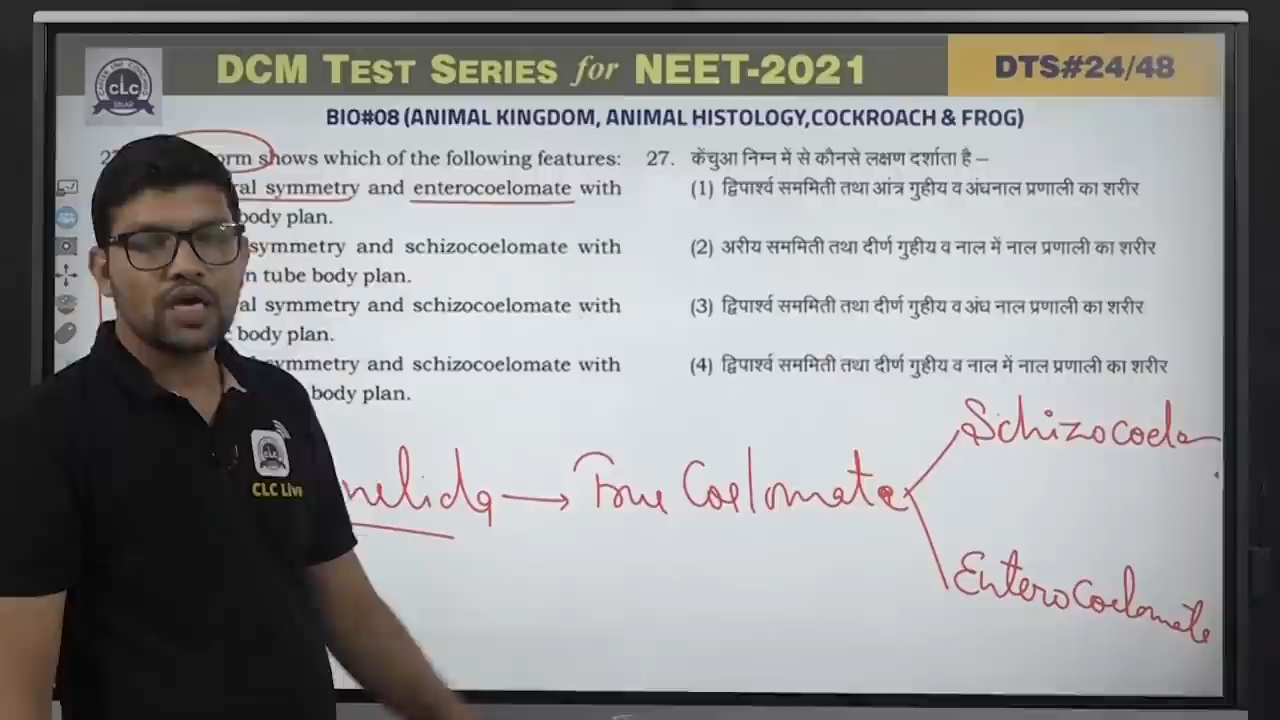 DCM TEST SERIES for NEET-2021
DTS#24/48
CLC
BIO#08 (ANIMAL KINGDOM, ANIMAL HISTOLOGY,COCKROACH & FROG)
shows which of the following features:
symmetry and enterocoelomate with
body plan.
symmetry and schizocoelomate with
tube body plan.
symmetry and schizocoelomate with
body plan.
symmetry and schizocoelomate with
body plan.
27. केंचुआ निम्न में से कौनसे लक्षण दर्शाता है –
(1) द्विपार्श्व सममिती तथा आंत्र गुहीय व अंधनाल प्रणाली का शरीर
(2) अरीय सममिती तथा दीर्ण गुहीय व नाल में नाल प्रणाली का शरीर
(3) द्विपार्श्व सममिती तथा दीर्ण गुहीय व अंध नाल प्रणाली का शरीर
(4) द्विपार्श्व सममिती तथा दीर्ण गुहीय व नाल में नाल प्रणाली का शरीर
nelida → True Coelomate
Schizocoelo
Enterocoelomate
CLC Live